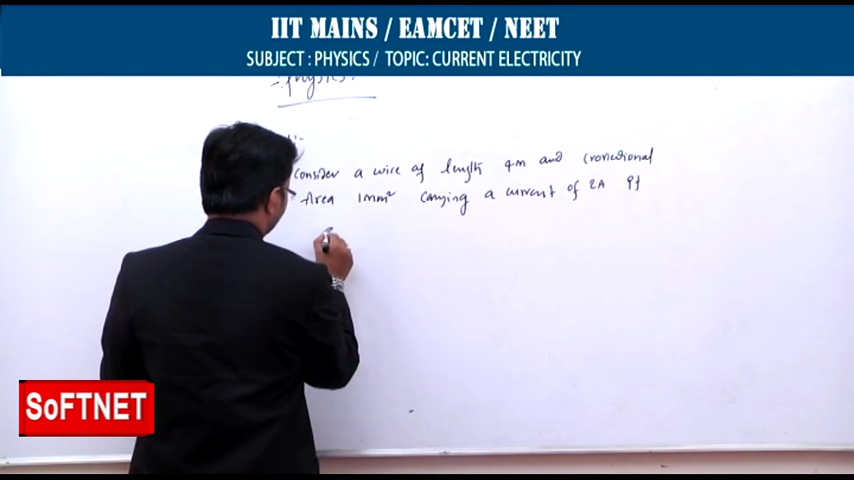 IIT MAINS / EAMCET / NEET
SUBJECT : PHYSICS / TOPIC: CURRENT ELECTRICITY
physics:
Consider a wire of length 4m and
Area 1mm² carrying a current of 2A If
SoFTNET